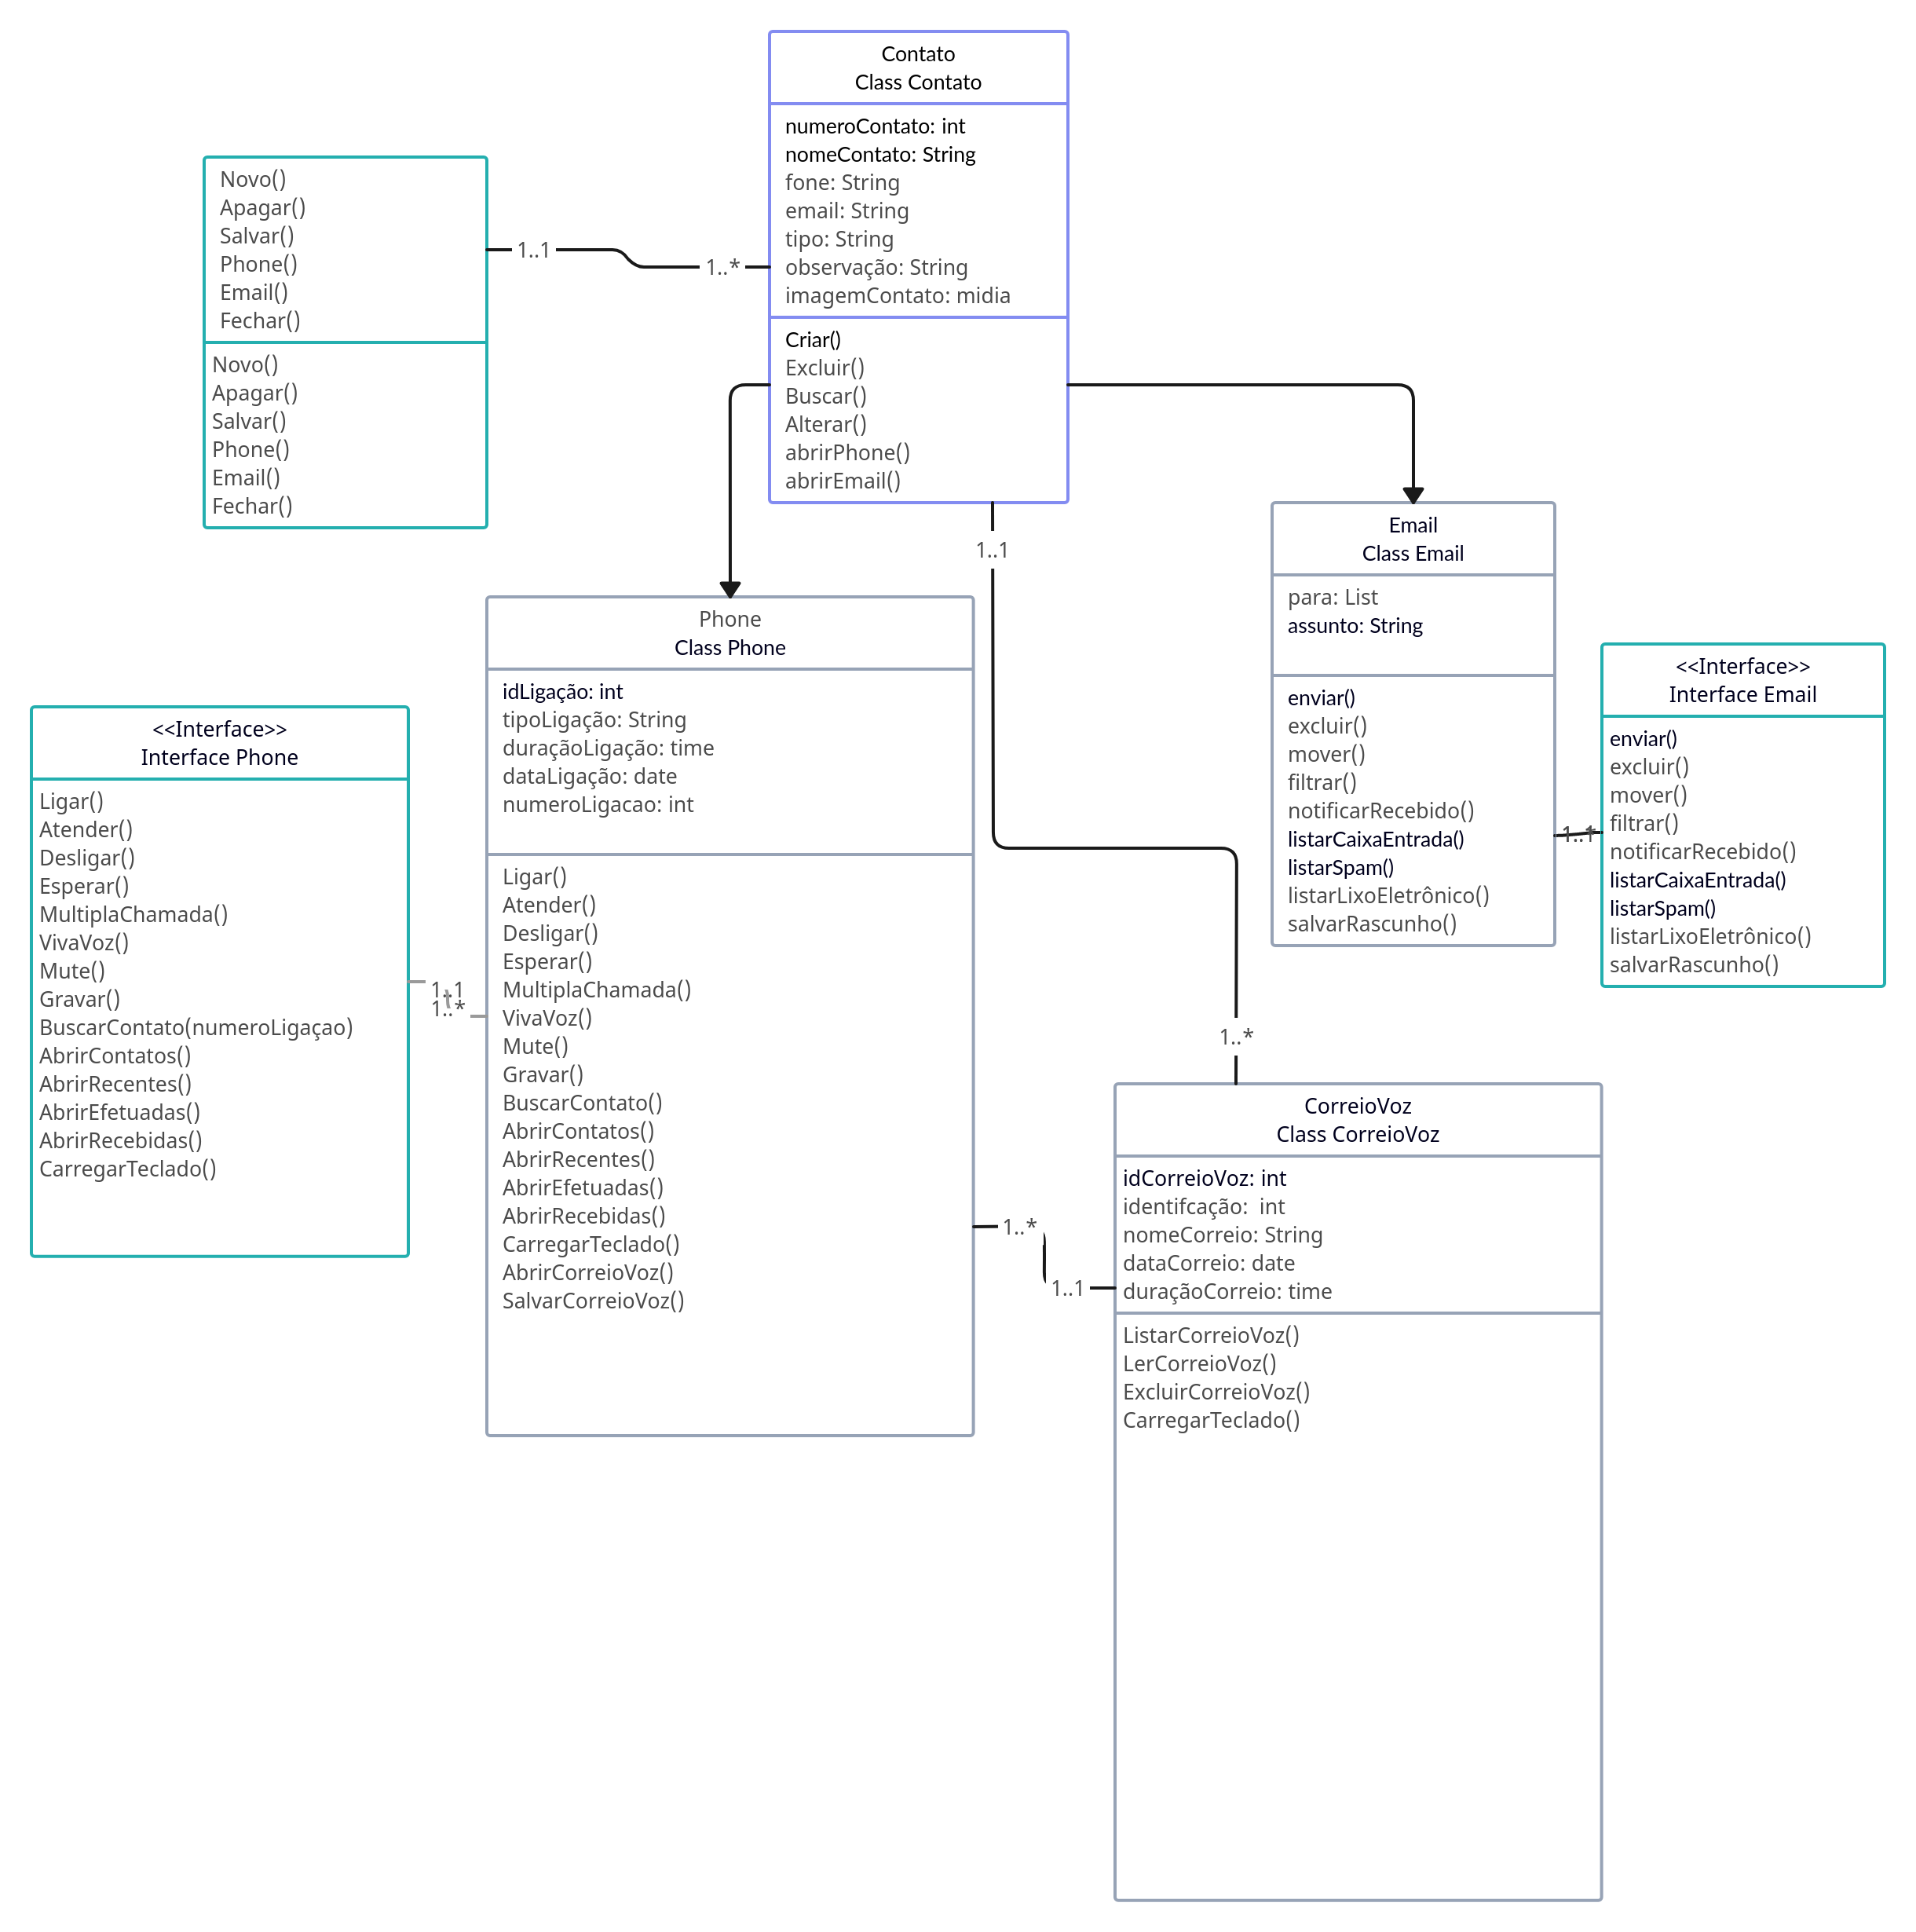 Contato
Class Contato
numeroContato: int
nomeContato: String
fone: String
email: String
tipo: String
observação: String
imagemContato: midia
Criar()
Excluir()
Buscar()
Alterar()
abrirPhone()
abrirEmail()
Novo()
Apagar()
Salvar()
Phone()
Email()
Fechar()
Novo()
Apagar()
Salvar()
Phone()
Email()
Fechar()
1..1
1..*
1..1
Email
Class Email
para: List
assunto: String
enviar()
excluir()
mover()
filtrar()
notificarRecebido()
listarCaixaEntrada()
listarSpam()
listarLixoEletrônico()
salvarRascunho()
<<Interface>>
Interface Email
enviar()
excluir()
mover()
filtrar()
notificarRecebido()
listarCaixaEntrada()
listarSpam()
listarLixoEletrônico()
salvarRascunho()
Phone
Class Phone
idLigação: int
tipoLigação: String
duraçãoLigação: time
dataLigação: date
numeroLigacao: int
Ligar()
Atender()
Desligar()
Esperar()
MultiplaChamada()
VivaVoz()
Mute()
Gravar()
BuscarContato()
AbrirContatos()
AbrirRecentes()
AbrirEfetuadas()
AbrirRecebidas()
CarregarTeclado()
AbrirCorreioVoz()
SalvarCorreioVoz()
<<Interface>>
Interface Phone
Ligar()
Atender()
Desligar()
Esperar()
MultiplaChamada()
VivaVoz()
Mute()
Gravar()
BuscarContato(numeroLigaçao)
AbrirContatos()
AbrirRecentes()
AbrirEfetuadas()
AbrirRecebidas()
CarregarTeclado()
1..1
1..*
1..*
1..*
1..1
CorreioVoz
Class CorreioVoz
idCorreioVoz: int
identifcação:  int
nomeCorreio: String
dataCorreio: date
duraçãoCorreio: time
ListarCorreioVoz()
LerCorreioVoz()
ExcluirCorreioVoz()
CarregarTeclado()